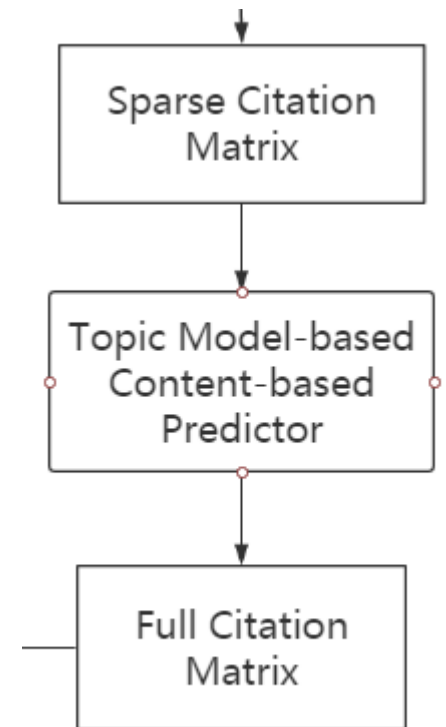 Sparse Citation
Matrix
Topic Model-based
Content-based
Predictor
Full Citation
Matrix